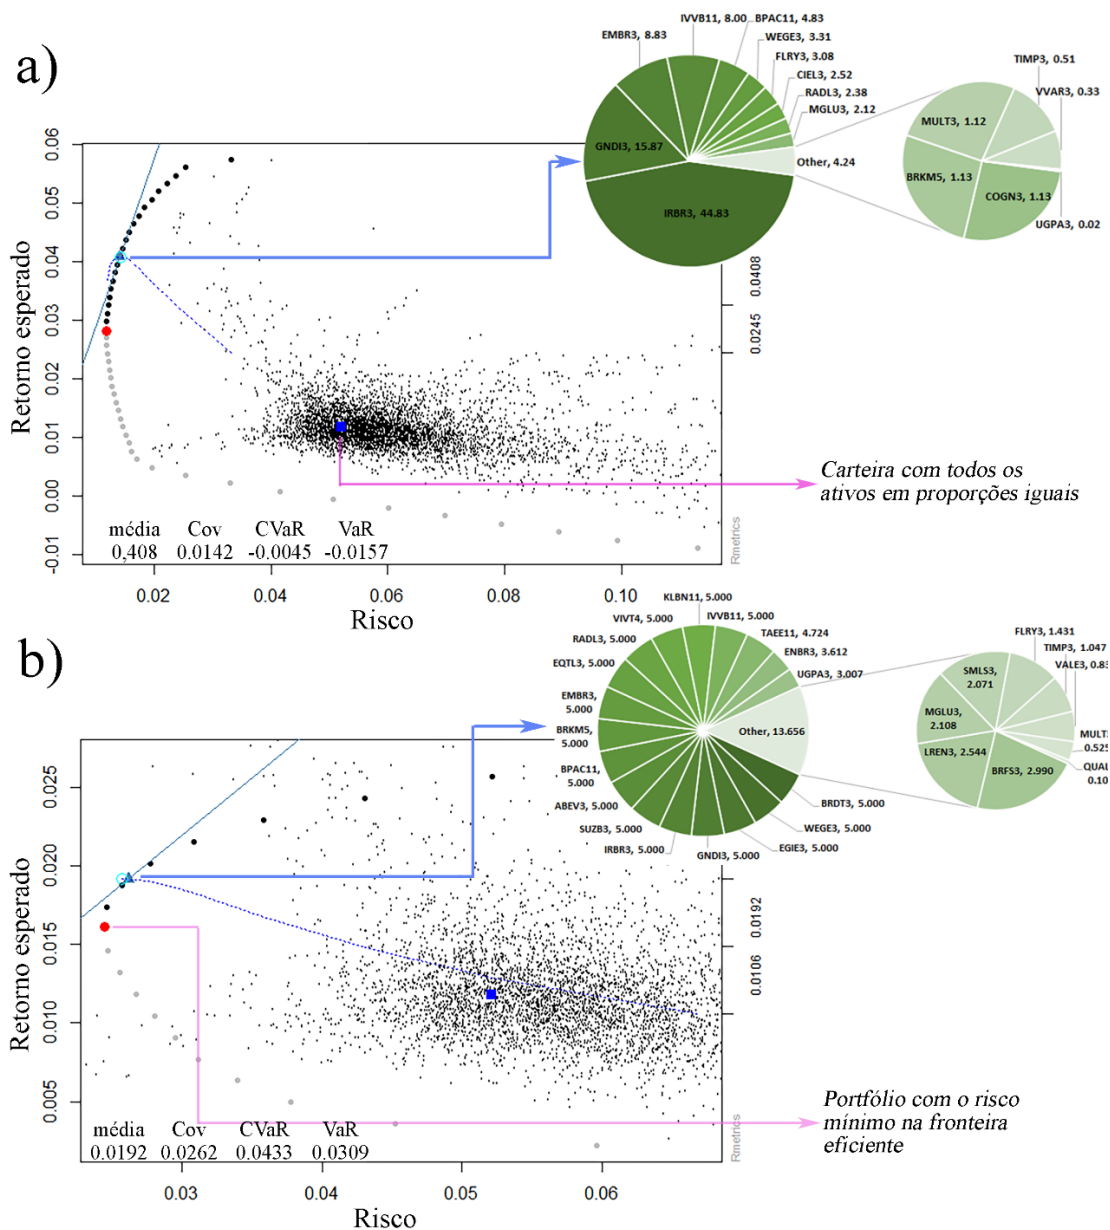 a)
IVVB11, 8.00
BPAC11, 4.83
EMBR3, 8.83
WEGE3, 3.31
FLRY3, 3.08
CIEL3, 2.52
RADL3, 2.38
MGLU3, 2.12
GNDI3, 15.87
Other, 4.24
IRBR3, 44.83
TIMP3, 0.51
VVAR3, 0.33
MULT3, 1.12
BRKM5, 1.13
COGN3, 1.13
UGPA3, 0.02
Retorno esperado
0.06
0.05
0.04
0.03
0.02
0.01
0.00
-0.01
0.0408
0.0245
Carteira com todos os
ativos em proporções iguais
média Cov CVaR VaR
0,408 0.0142 -0.0045 -0.0157
Rmetrics
0.02 0.04 0.06 0.08 0.10
Risco
b)
KLBN11, 5.000
VIVT4, 5.000
IVVB11, 5.000
RADL3, 5.000
TAEE11, 4.724
EQTL3, 5.000
ENBR3, 3.612
UGPA3, 3.007
EMBR3,
5.000
BRKM5,
5.000
Other, 13.656
BPAC11,
5.000
ABEV3, 5.000
SUZB3, 5.000
IRBR3, 5.000
GNDI3, 5.000
EGIE3, 5.000
WEGE3, 5.000
BRDT3, 5.000
FLRY3, 1.431
TIMP3, 1.047
VALE3, 0.83
SMLS3,
2.071
MGLU3,
2.108
LREN3, 2.544
BRFS3, 2.990
MULT3
0.525
QUAL
0.10
Retorno esperado
0.025
0.020
0.015
0.010
0.005
0.0192
0.0106
média Cov CVaR VaR
0.0192 0.0262 0.0433 0.0309
Rmetrics
Portfólio com o risco
mínimo na fronteira
eficiente
0.03 0.04 0.05 0.06
Risco